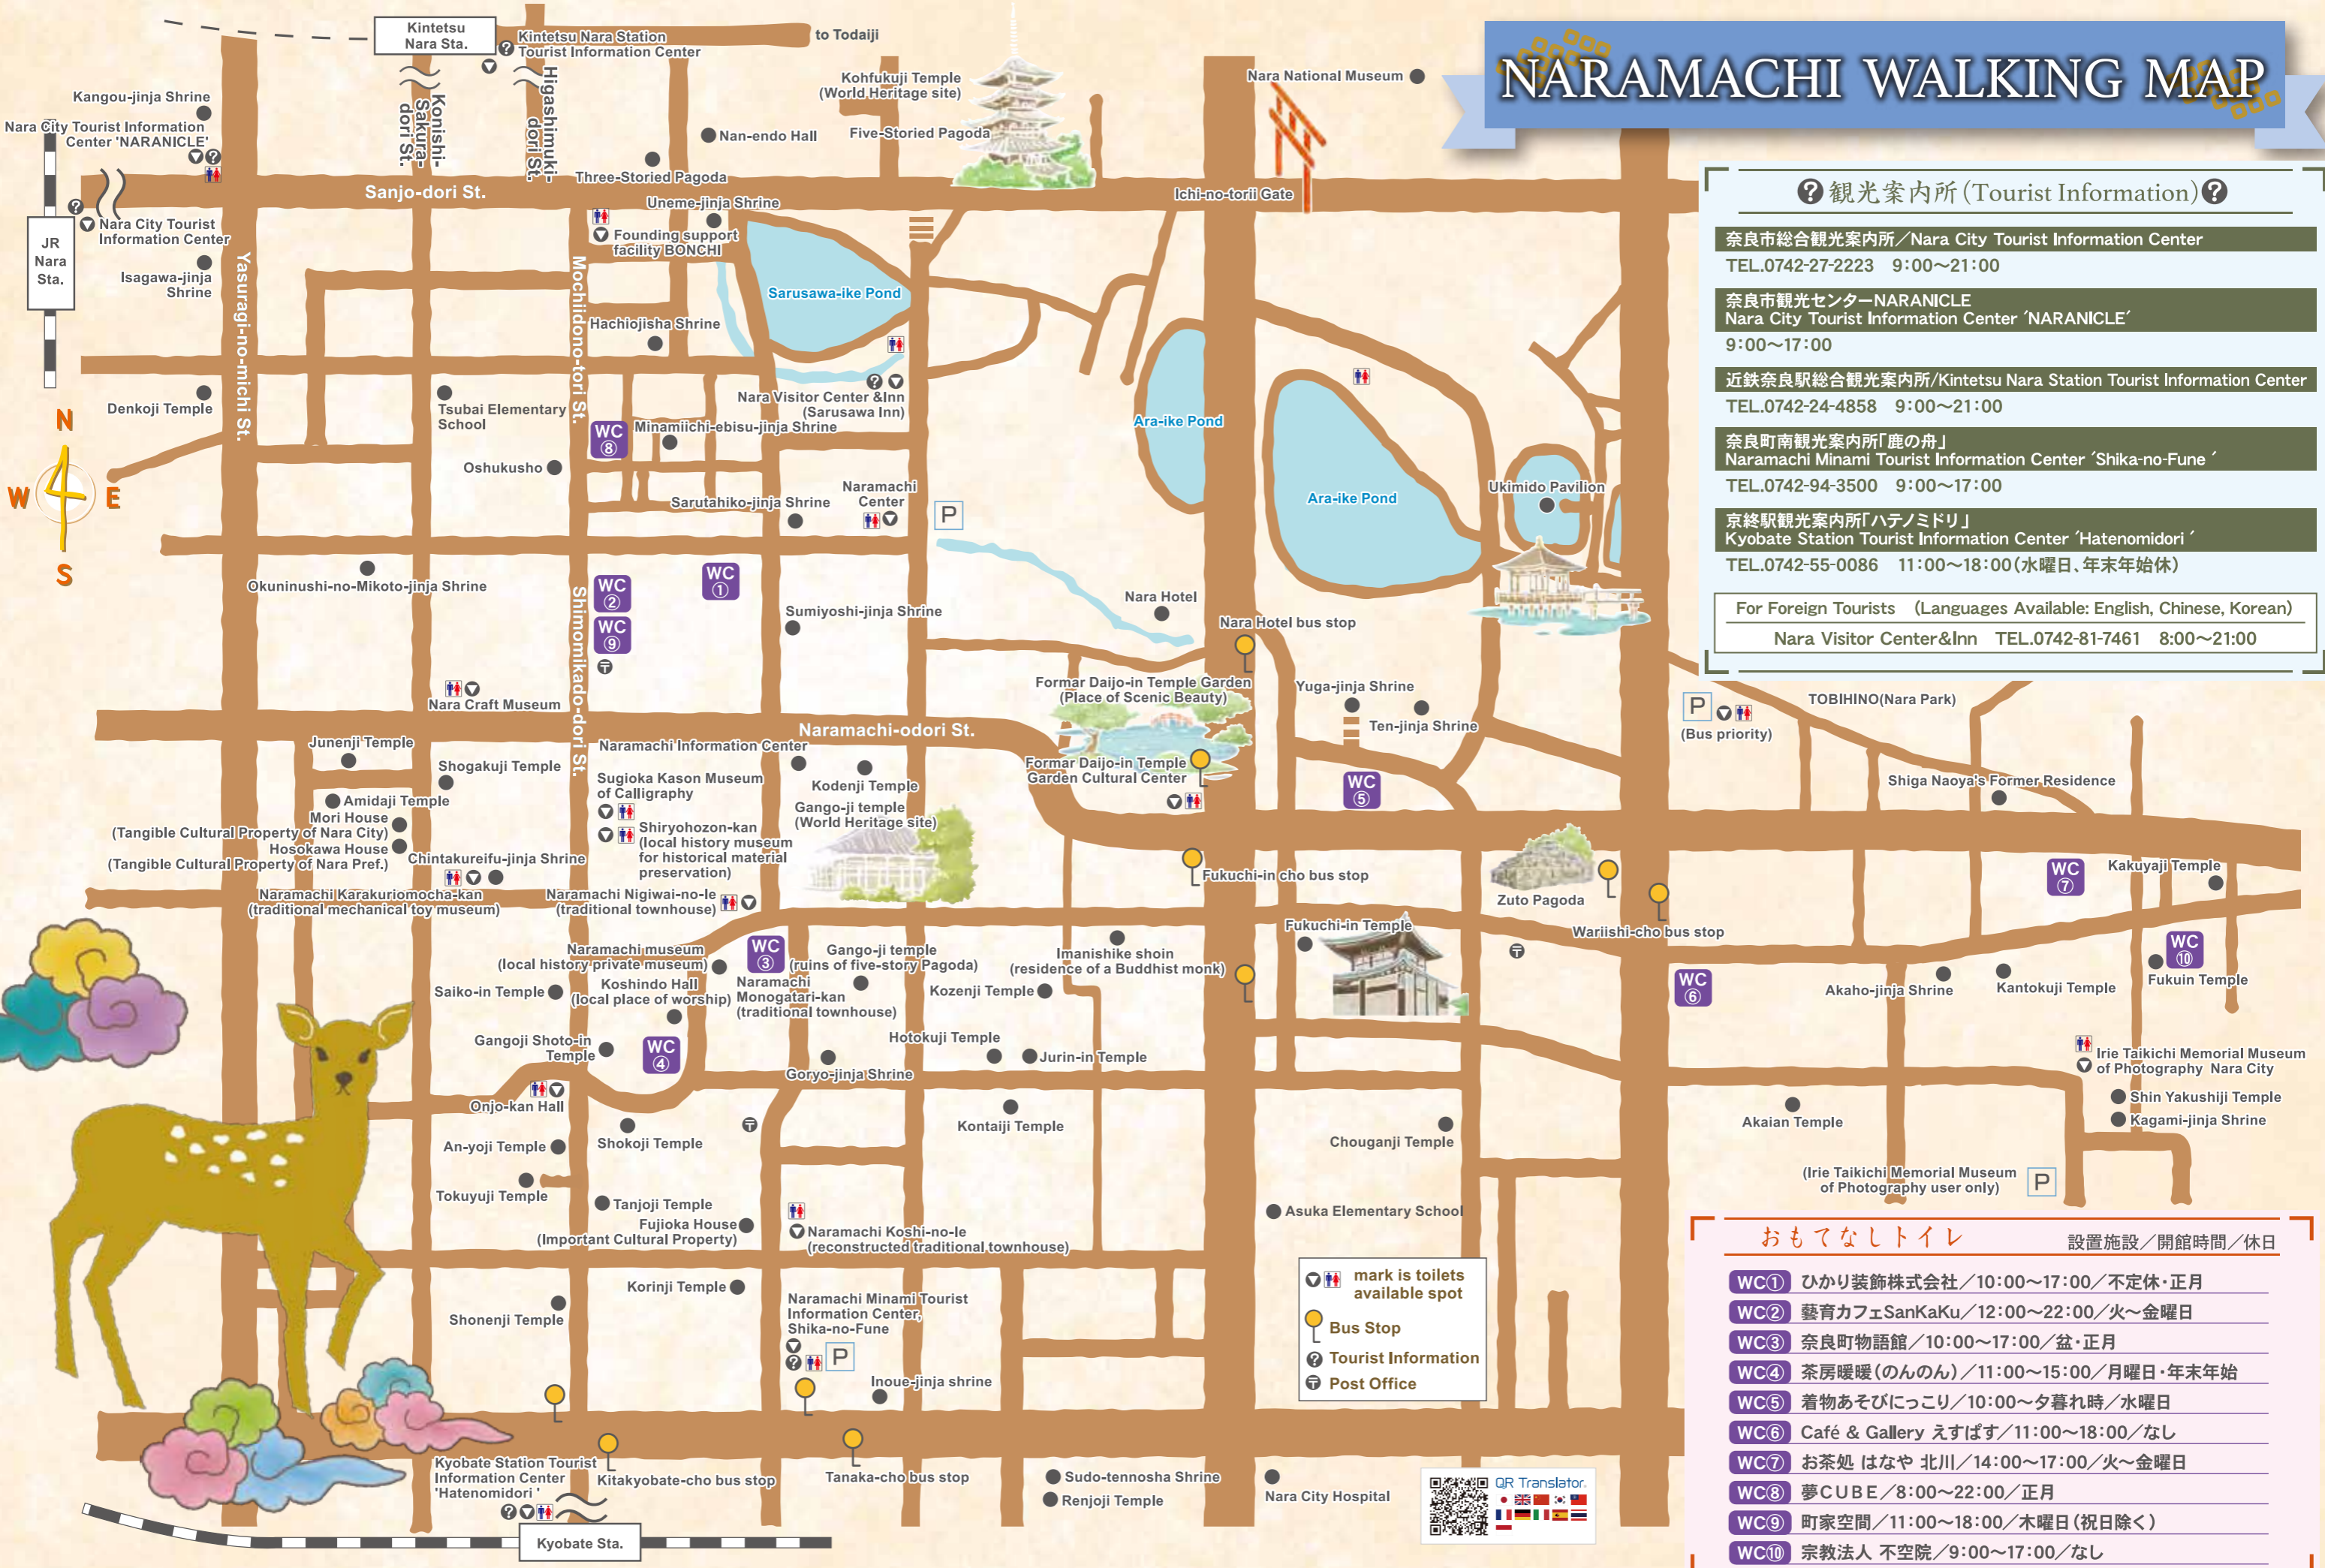 NARAMACHI WALKING MAP
Kintetsu
Nara Sta.
Kintetsu Nara Station
Tourist Information Center
to Todaiji
Kohfukuji Temple
(World Heritage site)
Five-Storied Pagoda
Nara National Museum
Kangou-jinja Shrine
Nara City Tourist Information
Center 'NARANICLE'
Konishi-
Sakura-
dori St.
Higashimuki-
dori St.
Nan-endo Hall
Three-Storied Pagoda
Sanjo-dori St.
Uneme-jinja Shrine
Ichi-no-torii Gate
Nara City Tourist
Information Center
Founding support
facility BONCHI
JR
Nara
Sta.
Isagawa-jinja
Shrine
Yasuragi-no-michi St.
Mochiidono-tori St.
Sarusawa-ike Pond
Hachiojisha Shrine
Denkoji Temple
Tsubai Elementary
School
Nara Visitor Center &Inn
(Sarusawa Inn)
Minamiichi-ebisu-jinja Shrine
Ara-ike Pond
Ara-ike Pond
N
W
E
S
WC
⑧
Oshukusho
Sarutahiko-jinja Shrine
Naramachi
Center
P
Ukimido Pavilion
Okuninushi-no-Mikoto-jinja Shrine
WC
②
WC
①
WC
⑨
Shimomikado-dori St.
Sumiyoshi-jinja Shrine
Nara Hotel
Nara Hotel bus stop
Nara Craft Museum
Formar Daijo-in Temple Garden
(Place of Scenic Beauty)
Yuga-jinja Shrine
Ten-jinja Shrine
P
(Bus priority)
TOBIHINO(Nara Park)
Naramachi-odori St.
Junenji Temple
Naramachi Information Center
Shogakuji Temple
Sugioka Kason Museum
of Calligraphy
Kodenji Temple
Formar Daijo-in Temple
Garden Cultural Center
WC
⑤
Shiga Naoya's Former Residence
Amidaji Temple
Mori House
(Tangible Cultural Property of Nara City)
Hosokawa House
(Tangible Cultural Property of Nara Pref.)
Gango-ji temple
(World Heritage site)
Shiryohozon-kan
(local history museum
for historical material
preservation)
Chintakureifu-jinja Shrine
Fukuchi-in cho bus stop
Zuto Pagoda
WC
⑦
Kakuyaji Temple
Naramachi Karakuriomocha-kan
(traditional mechanical toy museum)
Naramachi Nigiwai-no-Ie
(traditional townhouse)
Fukuchi-in Temple
Wariishi-cho bus stop
Naramachi museum
(local history private museum)
WC
③
Gango-ji temple
(ruins of five-story Pagoda)
Imanishike shoin
(residence of a Buddhist monk)
WC
⑩
Saiko-in Temple
Koshindo Hall
(local place of worship)
Naramachi
Monogatari-kan
(traditional townhouse)
Kozenji Temple
WC
⑥
Akaho-jinja Shrine
Kantokuji Temple
Fukuin Temple
Gangoji Shoto-in
Temple
WC
④
Hotokuji Temple
Jurin-in Temple
Goryo-jinja Shrine
Irie Taikichi Memorial Museum
of Photography Nara City
Onjo-kan Hall
Shin Yakushiji Temple
Kagami-jinja Shrine
An-yoji Temple
Shokoji Temple
Kontaiji Temple
Chouganji Temple
Akaian Temple
Tokuyuji Temple
Tanjoji Temple
Fujioka House
(Important Cultural Property)
Naramachi Koshi-no-Ie
(reconstructed traditional townhouse)
Asuka Elementary School
(Irie Taikichi Memorial Museum
of Photography user only)
P
Korinji Temple
Shonenji Temple
Naramachi Minami Tourist
Information Center,
Shika-no-Fune
P
Inoue-jinja shrine
mark is toilets
available spot
Bus Stop
Tourist Information
Post Office
Kyobate Station Tourist
Information Center
'Hatenomidori '
Kitakyobate-cho bus stop
Tanaka-cho bus stop
Sudo-tennosha Shrine
Renjoji Temple
Nara City Hospital
QR Translator.
Kyobate Sta.
?観光案内所(Tourist Information)?
奈良市総合観光案内所／Nara City Tourist Information Center
TEL.0742-27-2223 9:00〜21:00
奈良市観光センターNARANICLE
Nara City Tourist Information Center ´NARANICLE´
9:00〜17:00
近鉄奈良駅総合観光案内所/Kintetsu Nara Station Tourist Information Center
TEL.0742-24-4858 9:00〜21:00
奈良町南観光案内所「鹿の舟」
Naramachi Minami Tourist Information Center ´Shika-no-Fune ´
TEL.0742-94-3500 9:00〜17:00
京終駅観光案内所「ハテノミドリ」
Kyobate Station Tourist Information Center ´Hatenomidori ´
TEL.0742-55-0086 11:00〜18:00(水曜日、年末年始休)
For Foreign Tourists (Languages Available: English, Chinese, Korean)
Nara Visitor Center&Inn TEL.0742-81-7461 8:00〜21:00
おもてなしトイレ 設置施設／開館時間／休日
WC① ひかり装飾株式会社／10:00〜17:00／不定休・正月
WC② 藝育カフェSanKaKu／12:00〜22:00／火〜金曜日
WC③ 奈良町物語館／10:00〜17:00／盆・正月
WC④ 茶房暖暖(のんのん)／11:00〜15:00／月曜日・年末年始
WC⑤ 着物あそびにっこり／10:00〜夕暮れ時／水曜日
WC⑥ Café & Gallery えすぱす／11:00〜18:00／なし
WC⑦ お茶処 はなや 北川／14:00〜17:00／火〜金曜日
WC⑧ 夢CUBE／8:00〜22:00／正月
WC⑨ 町家空間／11:00〜18:00／木曜日(祝日除く)
WC⑩ 宗教法人 不空院／9:00〜17:00／なし